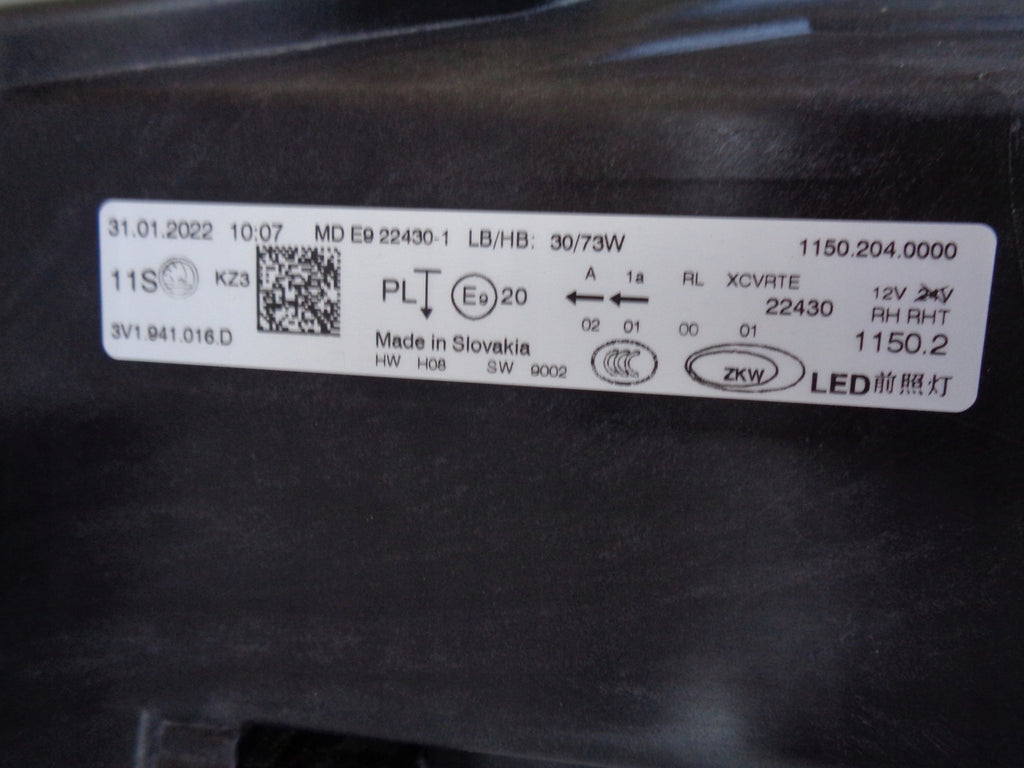 31.01.2022 10:07 MD E9 22430-1 LB/HB: 30/73W 1150.204.0000
11S KZ3 PL E9 20 A 1a RL XCVRTE 12V 24V
22430 RH RHT
02 01 00 01 1150.2
3V1.941.016.D Made in Slovakia
HW H08 SW 9002 CCC ZKW LED前照灯